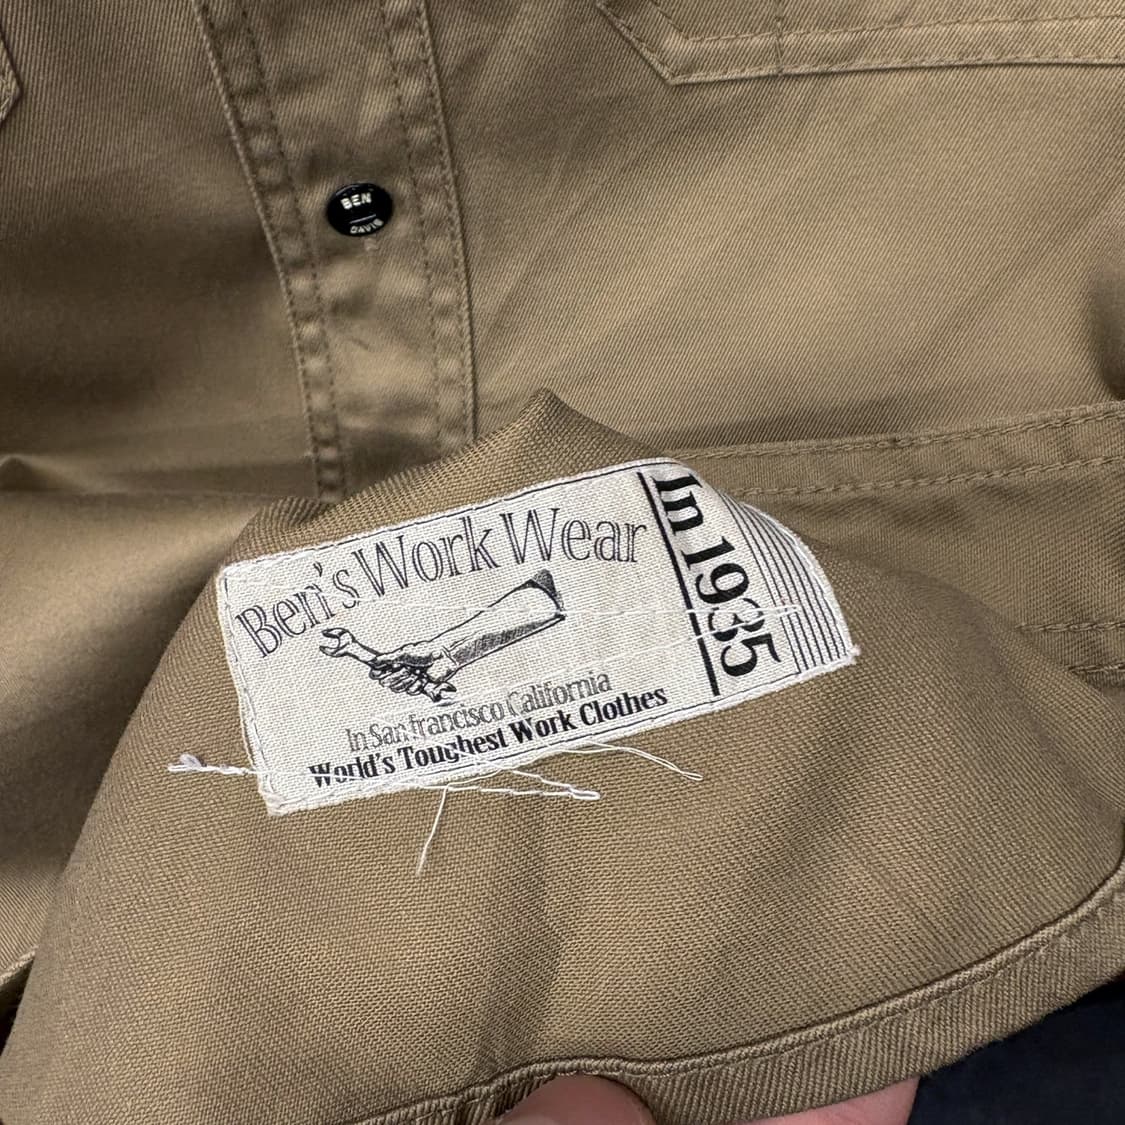 BEN
DAVIS
Ben's Work Wear
In San francisco California
World's Toughest Work Clothes
In 1935